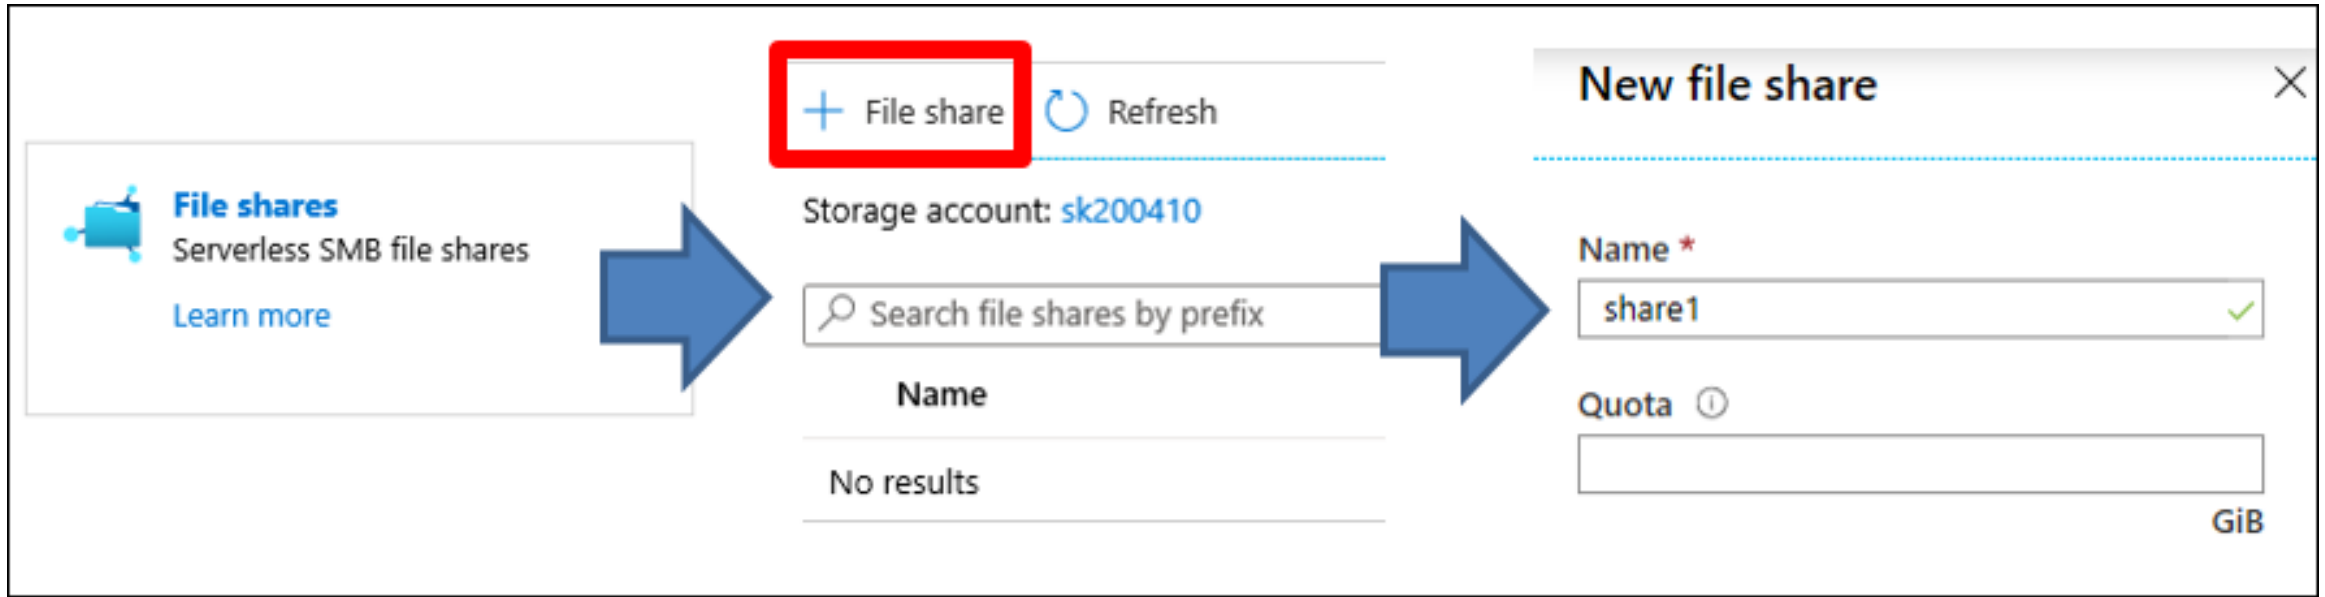 File shares
Serverless SMB file shares
Learn more
File share
Refresh
Storage account: sk200410
Search file shares by prefix
Name
No results
New file share
Name *
share1
Quota
GiB